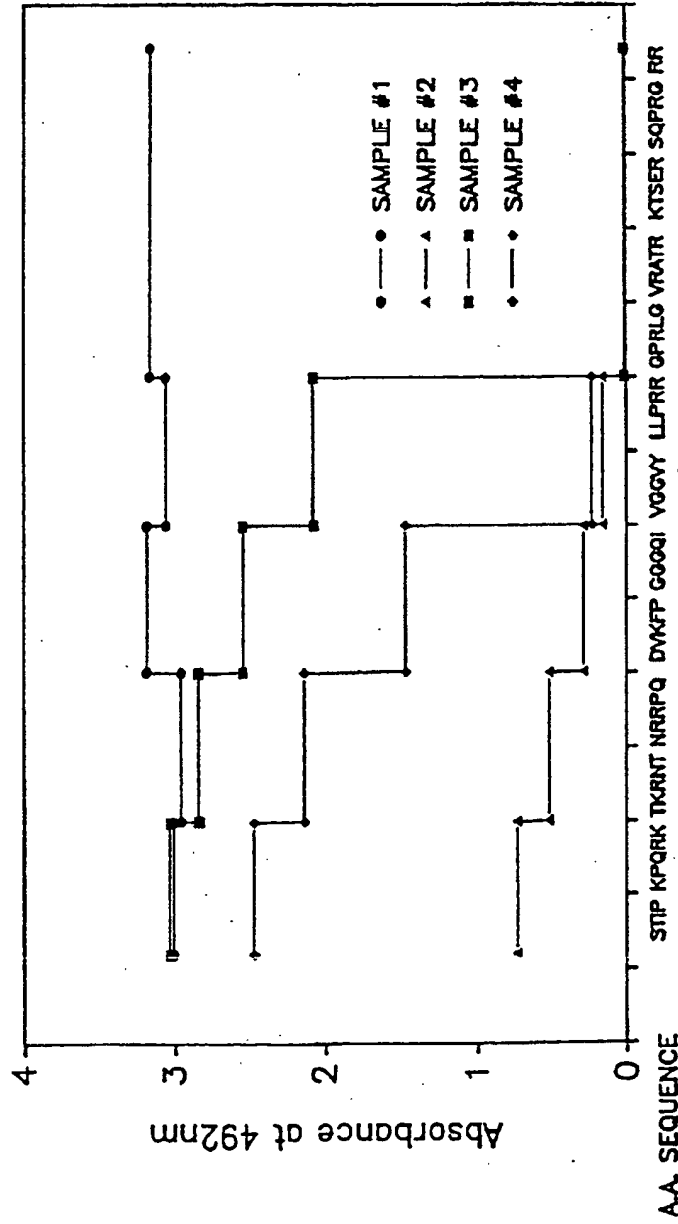 4
3
2
1
0
Absorbance at 492nm
SAMPLE #1
SAMPLE #2
SAMPLE #3
SAMPLE #4
A.A. SEQUENCE
STIP KPQRK TKRNT NRRPQ DVKFP GGGQI VGGVY LLPRR GPRLG VRATR KTSER SQPRG RR